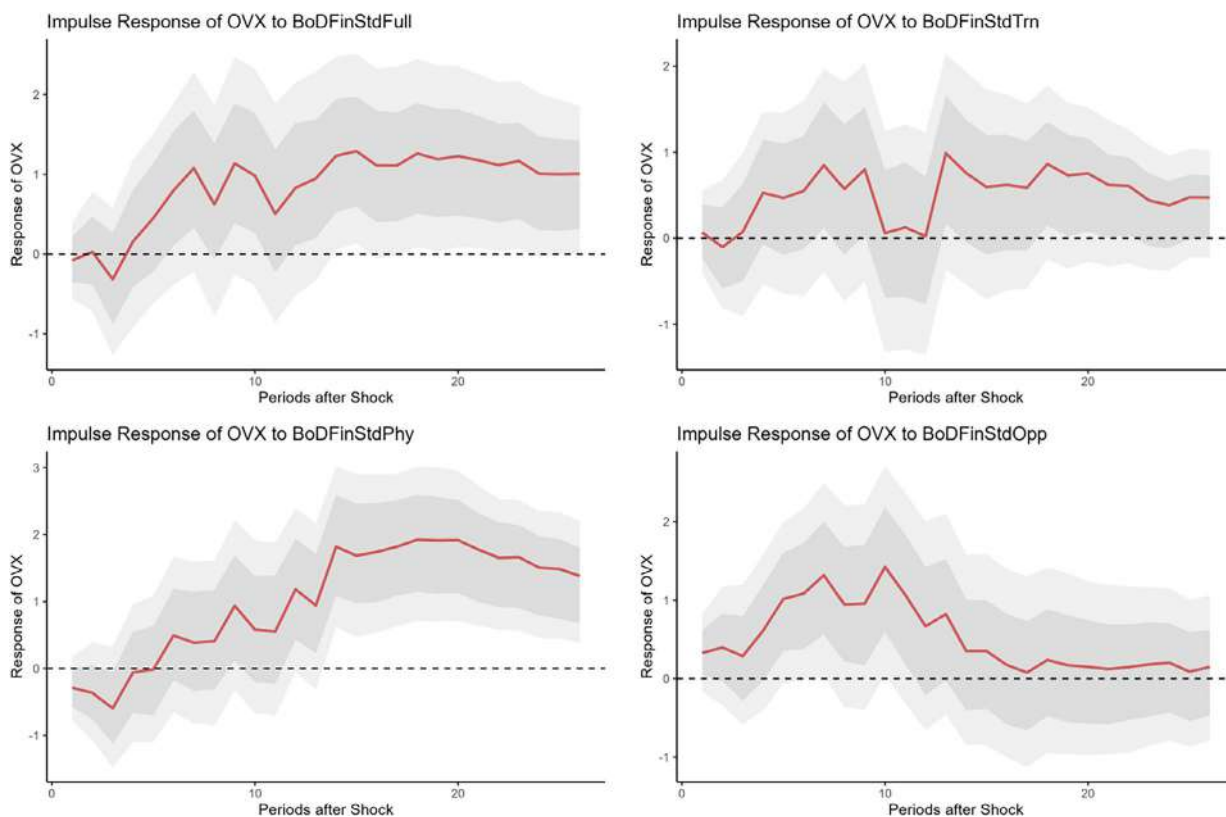 Impulse Response of OVX to BoDFinStdFull
2
1
0
-1
Response of OVX
0
10
20
Periods after Shock
Impulse Response of OVX to BoDFinStdTrn
2
1
0
-1
Response of OVX
0
10
20
Periods after Shock
Impulse Response of OVX to BoDFinStdPhy
3
2
1
0
-1
Response of OVX
0
10
20
Periods after Shock
Impulse Response of OVX to BoDFinStdOpp
2
1
0
-1
Response of OVX
0
10
20
Periods after Shock